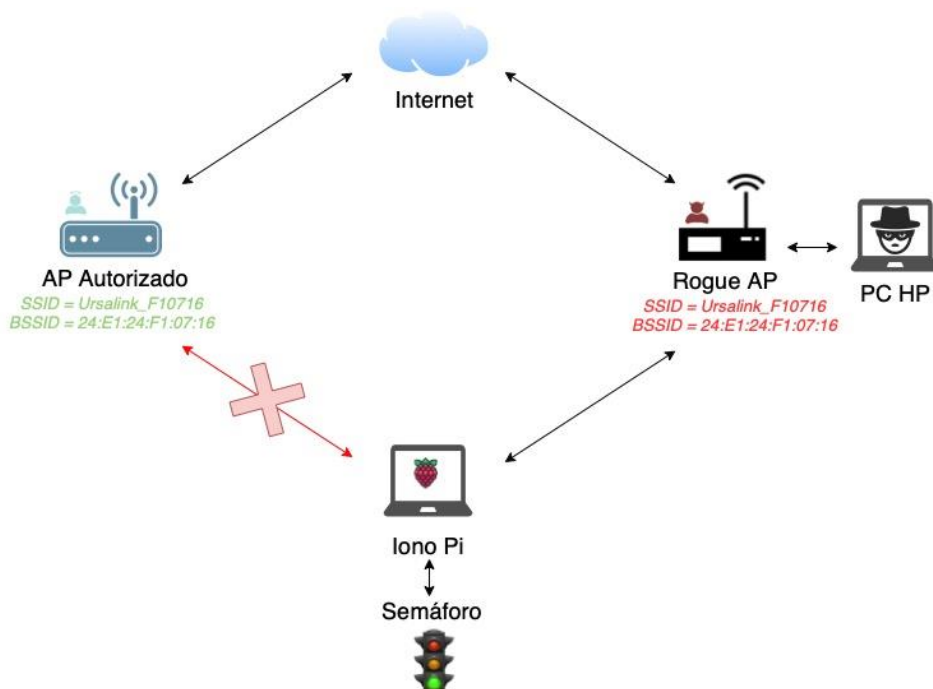 Internet
AP Autorizado
SSID = Ursalink_F10716
BSSID = 24:E1:24:F1:07:16
Rogue AP
SSID = Ursalink_F10716
BSSID = 24:E1:24:F1:07:16
PC HP
Iono Pi
Semáforo